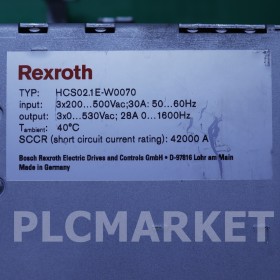 Rexroth
TYP: HCS02.1E-W0070
input: 3x200...500Vac;30A: 50...60Hz
output: 3x0...530Vac; 28A 0...1600Hz
Tambient: 40°C
SCCR (short circuit current rating): 42000 A
Bosch Rexroth Electric Drives and Controls GmbH • D-97816 Lohr am Main
Made in Germany
PLCMARKET